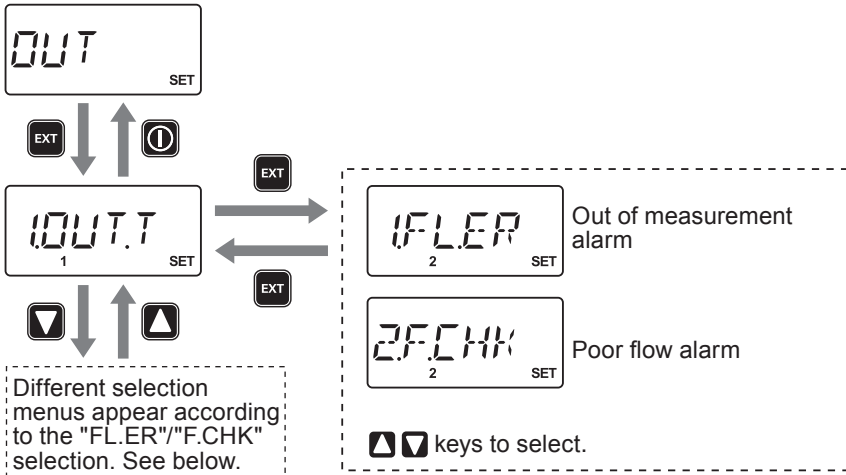 OUT
SET
EXT
EXT
1.OUT.T
1
SET
1.FL.ER
2
SET
Out of measurement
alarm
EXT
2.F.CHK
2
SET
Poor flow alarm
Different selection
menus appear according
to the "FL.ER"/"F.CHK"
selection. See below.
keys to select.